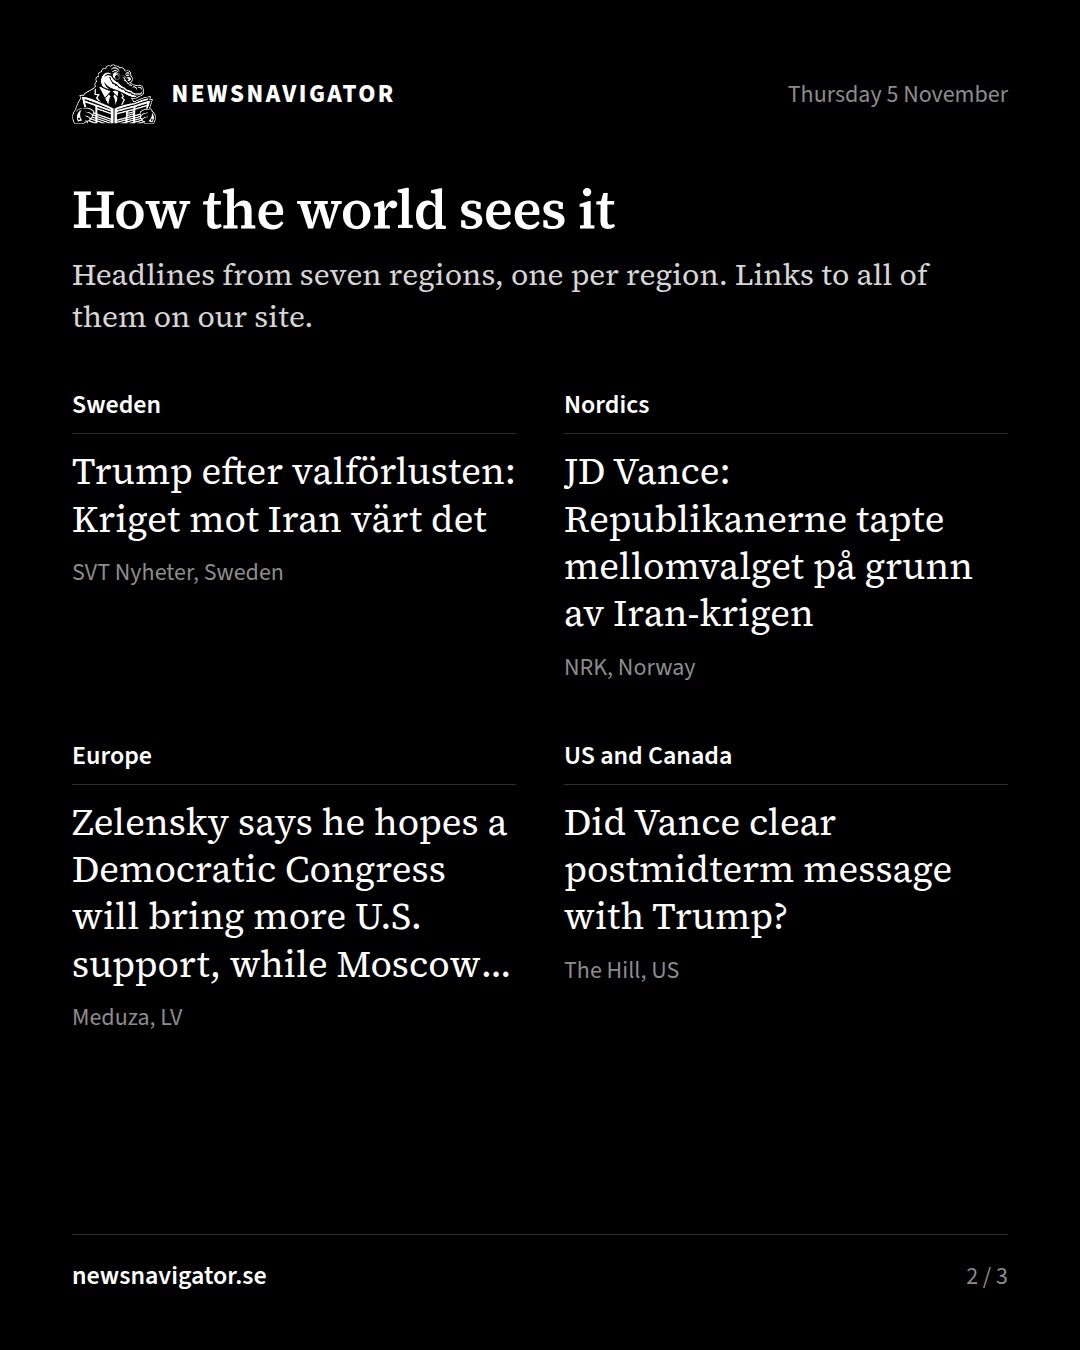 NEWSNAVIGATOR
Thursday 5 November
How the world sees it
Headlines from seven regions, one per region. Links to all of
them on our site.
Sweden
Trump efter valförlusten:
Kriget mot Iran värt det
SVT Nyheter, Sweden
Nordics
JD Vance:
Republikanerne tapte
mellomvalget på grunn
av Iran-krigen
NRK, Norway
Europe
Zelensky says he hopes a
Democratic Congress
will bring more U.S.
support, while Moscow...
Meduza, LV
US and Canada
Did Vance clear
postmidterm message
with Trump?
The Hill, US
newsnavigator.se
2 / 3